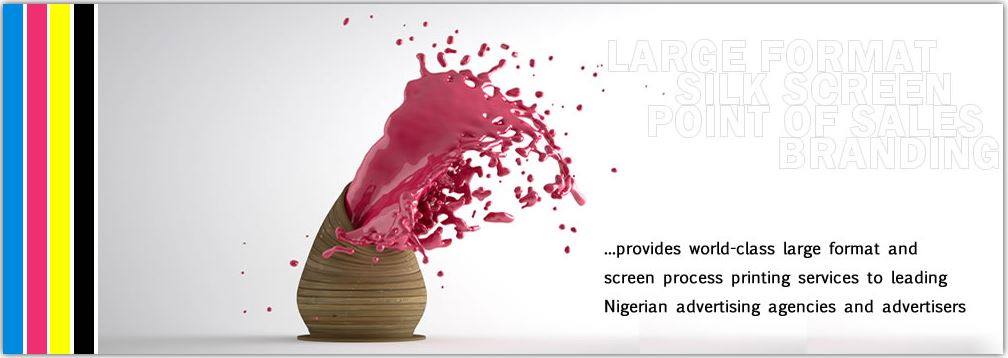 LARGE FORMAT
SILK SCREEN
POINT OF SALES
BRANDING
...provides world-class large format and
screen process printing services to leading
Nigerian advertising agencies and advertisers